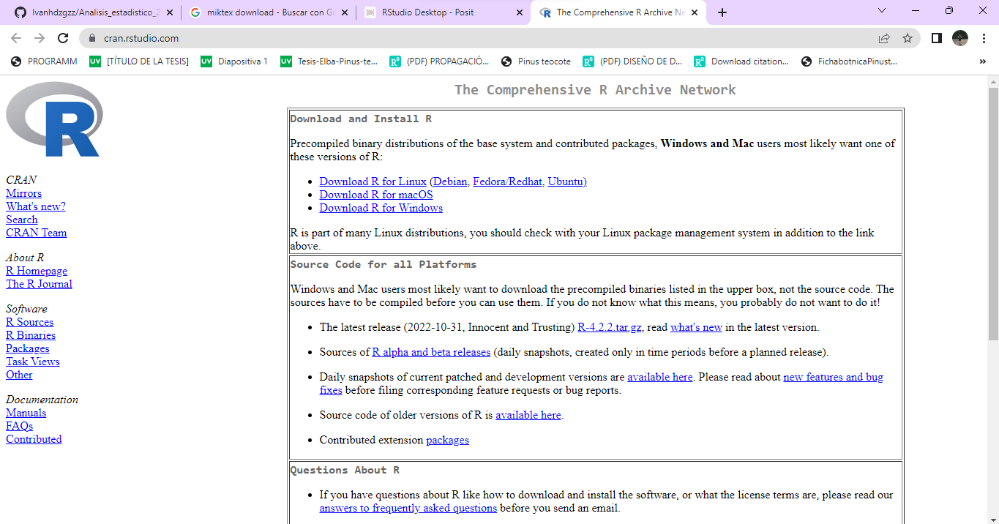 Ivanhdzgzz/Analisis_estadistico_2
miktex download - Buscar con Go
RStudio Desktop - Posit
The Comprehensive R Archive Ne
cran.rstudio.com
PROGRAMM
UV [TÍTULO DE LA TESIS]
UV Diapositiva 1
UV Tesis-Elba-Pinus-te...
R^G (PDF) PROPAGACIÓ...
Pinus teocote
R^G (PDF) DISEÑO DE D...
R^G Download citation...
FichabotnicaPinust...
»
R
CRAN
Mirrors
What's new?
Search
CRAN Team
About R
R Homepage
The R Journal
Software
R Sources
R Binaries
Packages
Task Views
Other
Documentation
Manuals
FAQs
Contributed
The Comprehensive R Archive Network
Download and Install R
Precompiled binary distributions of the base system and contributed packages, Windows and Mac users most likely want one of
these versions of R:
• Download R for Linux (Debian, Fedora/Redhat, Ubuntu)
• Download R for macOS
• Download R for Windows
R is part of many Linux distributions, you should check with your Linux package management system in addition to the link
above.
Source Code for all Platforms
Windows and Mac users most likely want to download the precompiled binaries listed in the upper box, not the source code. The
sources have to be compiled before you can use them. If you do not know what this means, you probably do not want to do it!
• The latest release (2022-10-31, Innocent and Trusting) R-4.2.2.tar.gz, read what's new in the latest version.
• Sources of R alpha and beta releases (daily snapshots, created only in time periods before a planned release).
• Daily snapshots of current patched and development versions are available here. Please read about new features and bug
fixes before filing corresponding feature requests or bug reports.
• Source code of older versions of R is available here.
• Contributed extension packages
Questions About R
• If you have questions about R like how to download and install the software, or what the license terms are, please read our
answers to frequently asked questions before you send an email.